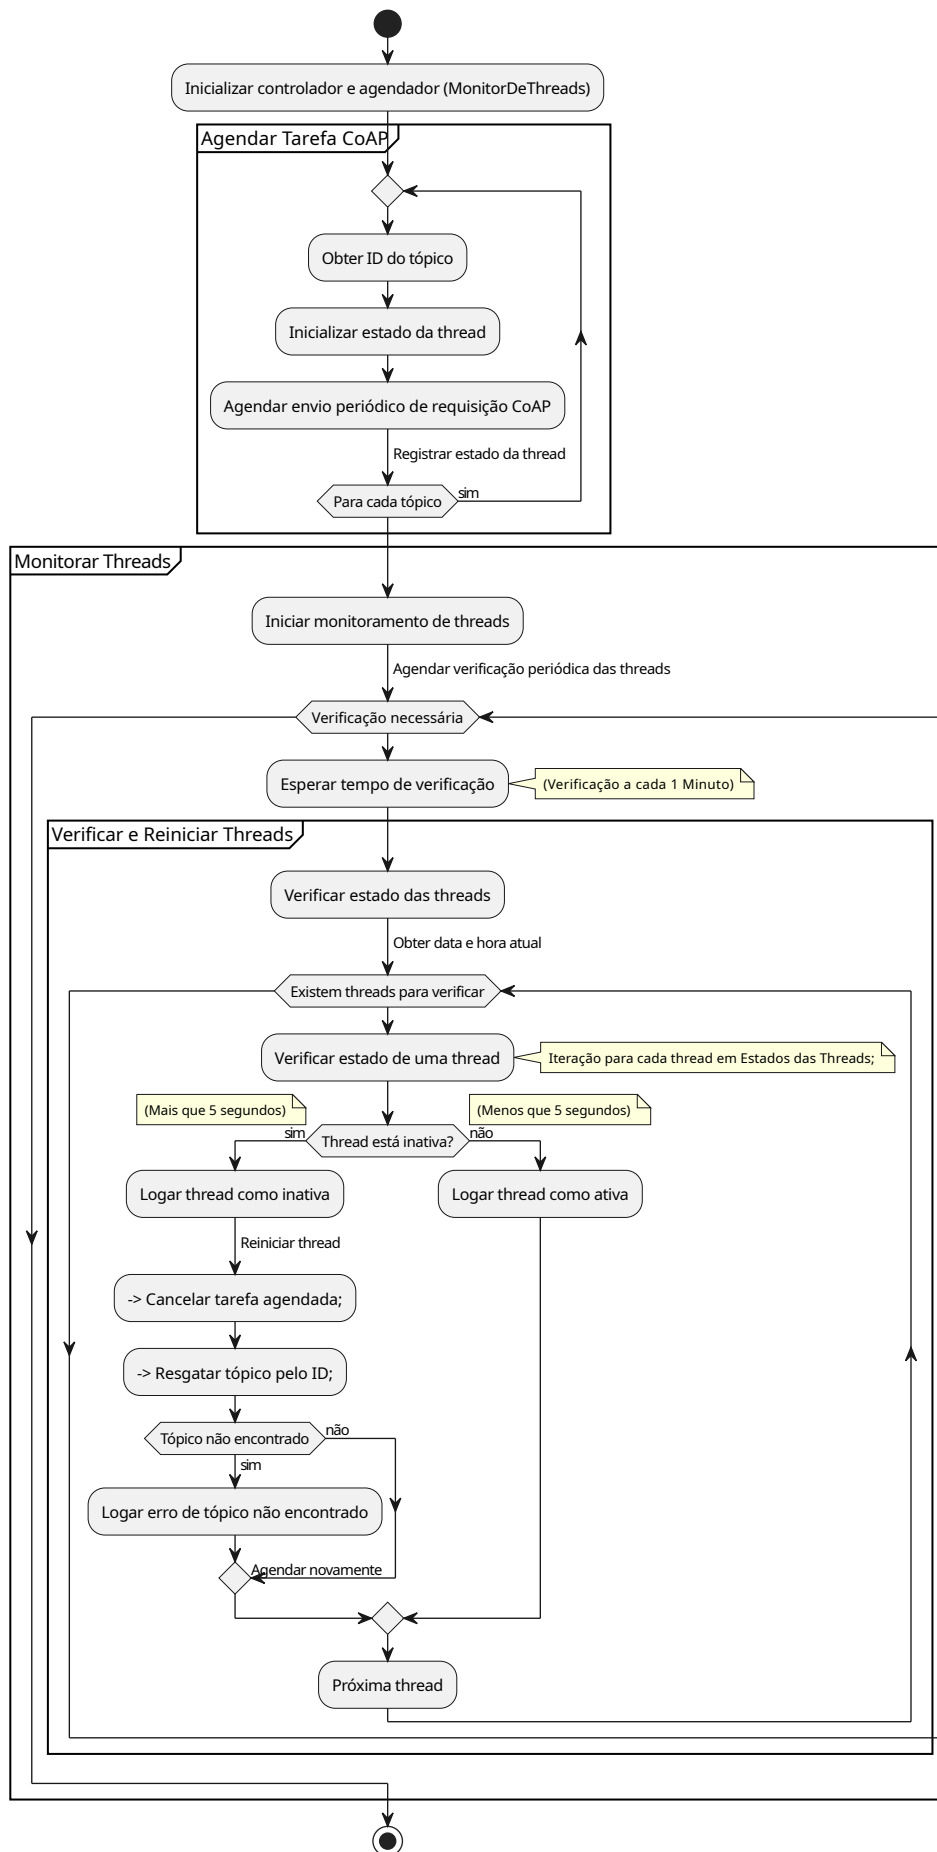 Inicializar controlador e agendador (MonitorDeThreads)
Agendar Tarefa CoAP
Obter ID do tópico
Inicializar estado da thread
Agendar envio periódico de requisição CoAP
Registrar estado da thread
Para cada tópico
sim
Monitorar Threads
Iniciar monitoramento de threads
Agendar verificação periódica das threads
Verificação necessária
Esperar tempo de verificação
(Verificação a cada 1 Minuto)
Verificar e Reiniciar Threads
Verificar estado das threads
Obter data e hora atual
Existem threads para verificar
Verificar estado de uma thread
Iteração para cada thread em Estados das Threads;
(Mais que 5 segundos)
(Menos que 5 segundos)
sim
Thread está inativa?
não
Logar thread como inativa
Logar thread como ativa
Reiniciar thread
-> Cancelar tarefa agendada;
-> Resgatar tópico pelo ID;
Tópico não encontrado
não
sim
Logar erro de tópico não encontrado
Agendar novamente
Próxima thread